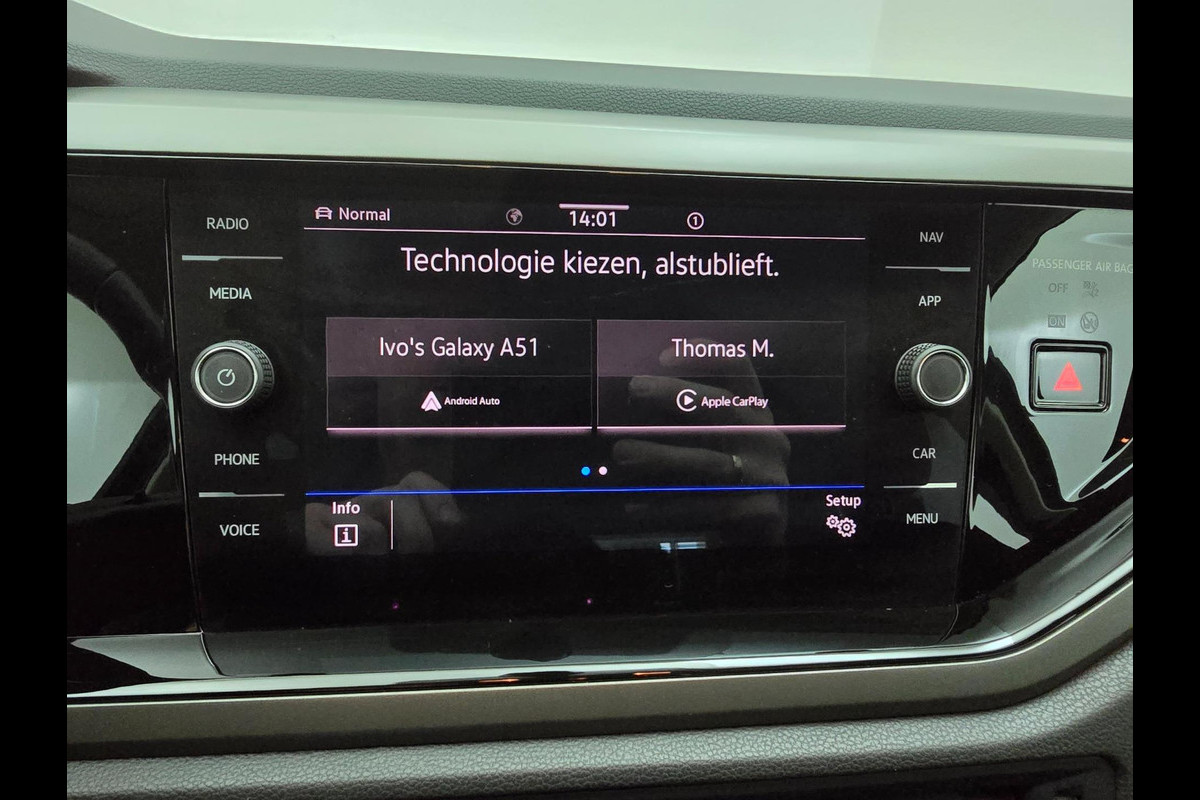 RADIO
MEDIA
PHONE
VOICE
Normal
14:01
1
Technologie kiezen, alstublieft.
Ivo's Galaxy A51
Android Auto
Thomas M.
Apple CarPlay
Info
i
Setup
NAV
APP
CAR
MENU
PASSENGER AIR BAG
OFF
ON